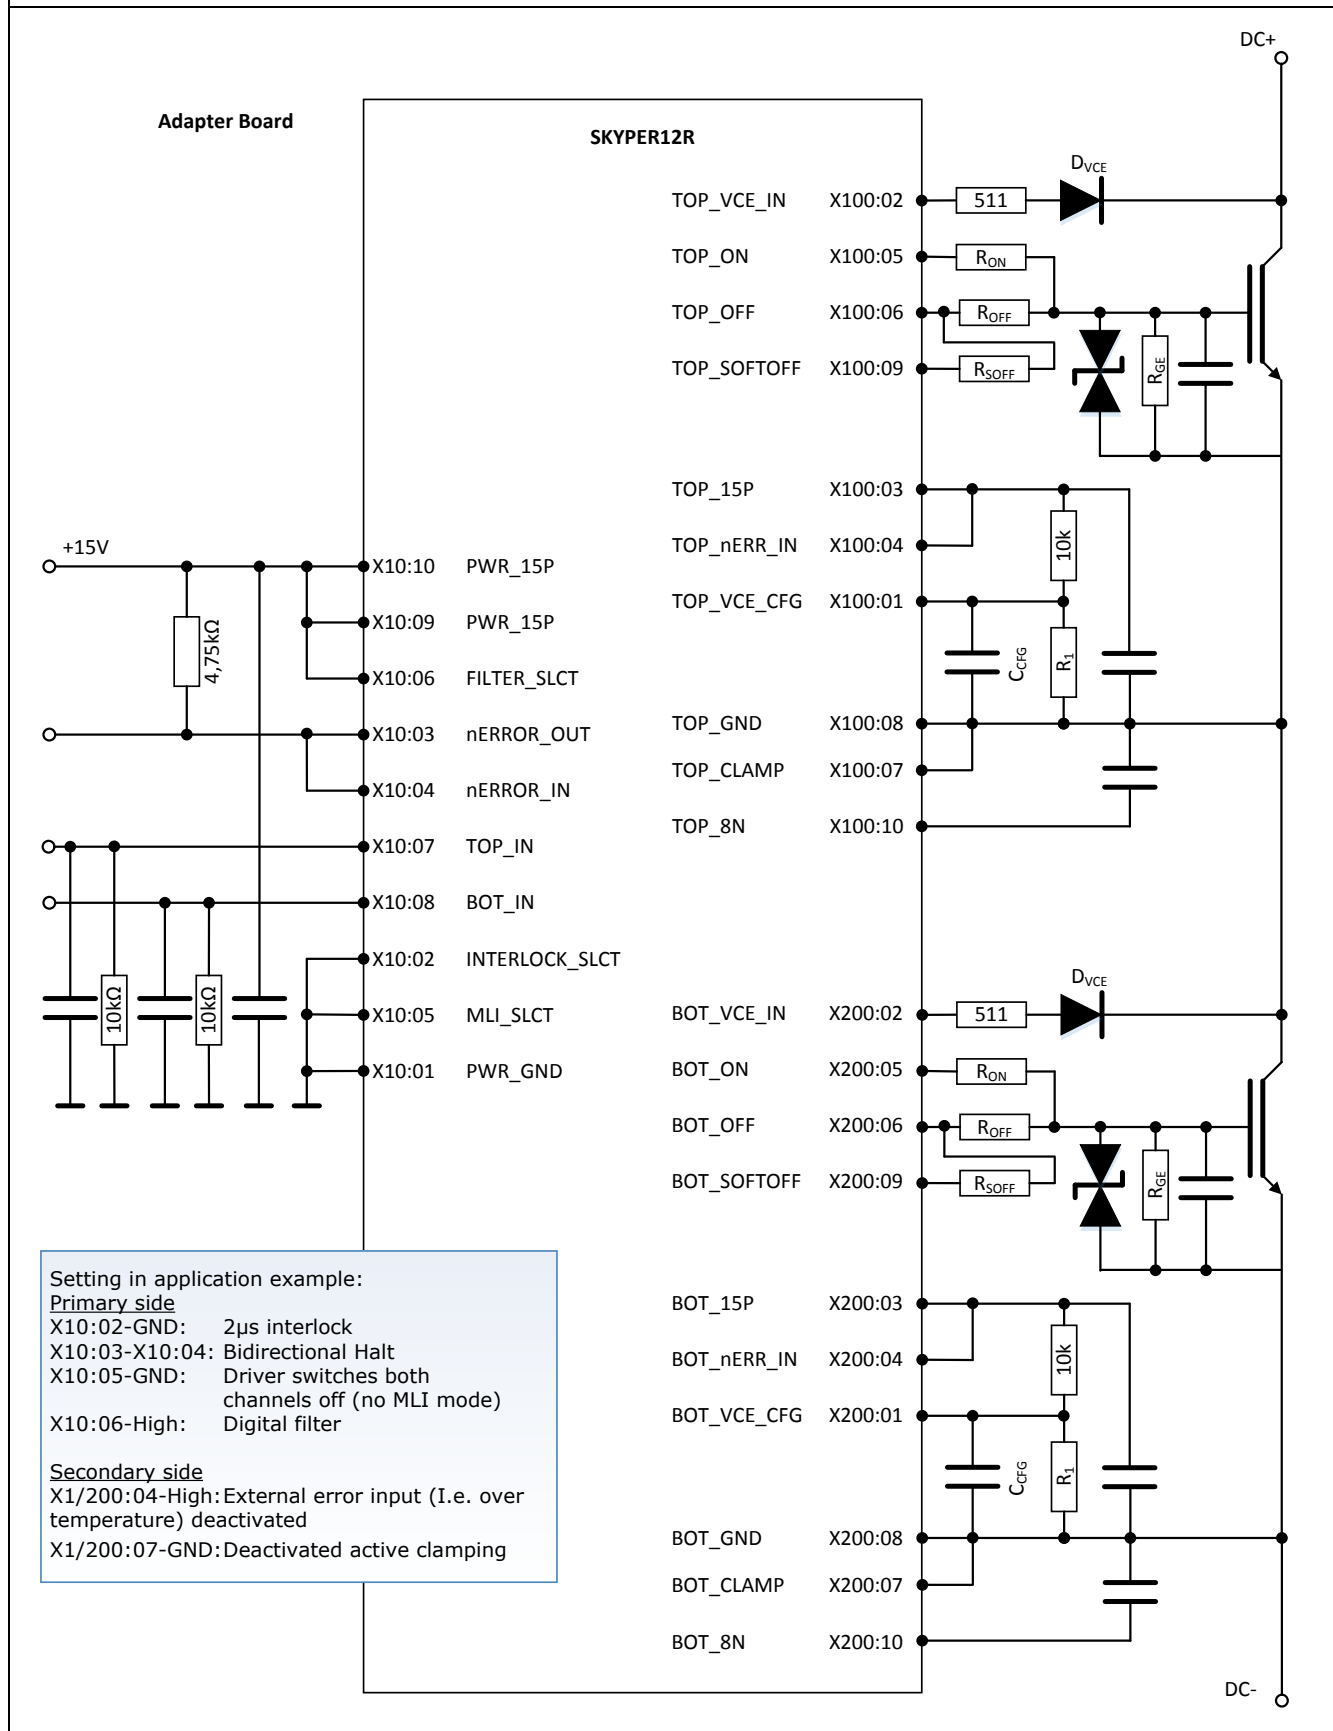 DC+
Adapter Board
SKYPER12R
DVCE
TOP_VCE_IN X100:02 511
TOP_ON X100:05 RON
TOP_OFF X100:06 ROFF
TOP_SOFTOFF X100:09 RSOFF
RGE
TOP_15P X100:03
TOP_nERR_IN X100:04
10k
TOP_VCE_CFG X100:01
CCFG
R1
TOP_GND X100:08
TOP_CLAMP X100:07
TOP_8N X100:10
+15V
X10:10 PWR_15P
X10:09 PWR_15P
4,75kΩ
X10:06 FILTER_SLCT
X10:03 nERROR_OUT
X10:04 nERROR_IN
X10:07 TOP_IN
X10:08 BOT_IN
X10:02 INTERLOCK_SLCT
10kΩ
10kΩ
X10:05 MLI_SLCT
X10:01 PWR_GND
DVCE
BOT_VCE_IN X200:02 511
BOT_ON X200:05 RON
BOT_OFF X200:06 ROFF
BOT_SOFTOFF X200:09 RSOFF
RGE
BOT_15P X200:03
BOT_nERR_IN X200:04
10k
BOT_VCE_CFG X200:01
CCFG
R1
BOT_GND X200:08
BOT_CLAMP X200:07
BOT_8N X200:10
DC-
Setting in application example:
Primary side
X10:02-GND: 2µs interlock
X10:03-X10:04: Bidirectional Halt
X10:05-GND: Driver switches both
channels off (no MLI mode)
X10:06-High: Digital filter
Secondary side
X1/200:04-High:External error input (I.e. over
temperature) deactivated
X1/200:07-GND:Deactivated active clamping